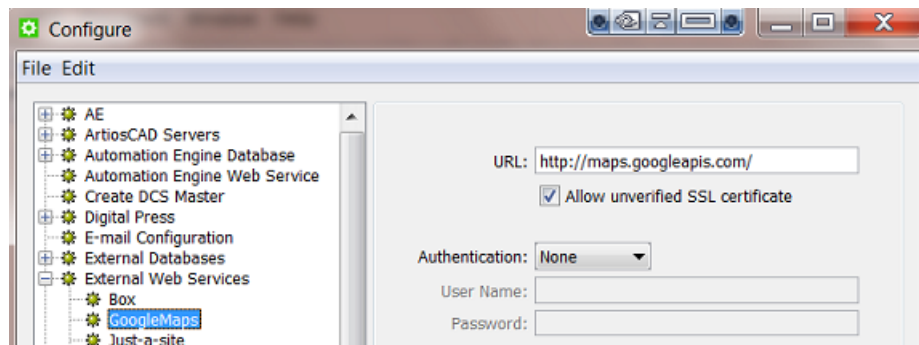 Configure
File Edit
AE
ArtiosCAD Servers
Automation Engine Database
Automation Engine Web Service
Create DCS Master
Digital Press
E-mail Configuration
External Databases
External Web Services
Box
GoogleMaps
Just-a-site
URL: http://maps.googleapis.com/
Allow unverified SSL certificate
Authentication: None
User Name:
Password: